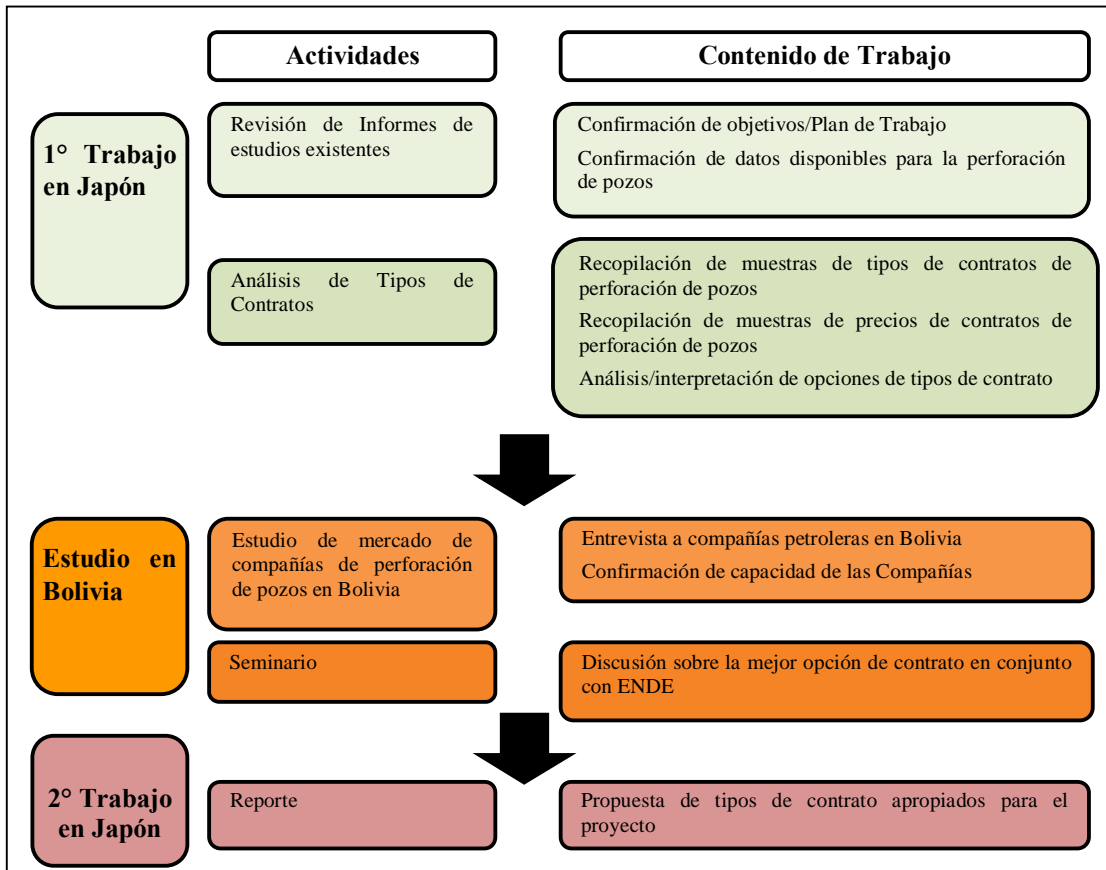 Actividades
Contenido de Trabajo
1° Trabajo
en Japón
Revisión de Informes de
estudios existentes
Confirmación de objetivos/Plan de Trabajo
Confirmación de datos disponibles para la perforación
de pozos
Análisis de Tipos de
Contratos
Recopilación de muestras de tipos de contratos de
perforación de pozos
Recopilación de muestras de precios de contratos de
perforación de pozos
Análisis/interpretación de opciones de tipos de contrato
Estudio en
Bolivia
Estudio de mercado de
compañías de perforación
de pozos en Bolivia
Entrevista a compañías petroleras en Bolivia
Confirmación de capacidad de las Compañías
Seminario
Discusión sobre la mejor opción de contrato en conjunto
con ENDE
2° Trabajo
en Japón
Reporte
Propuesta de tipos de contrato apropiados para el
proyecto